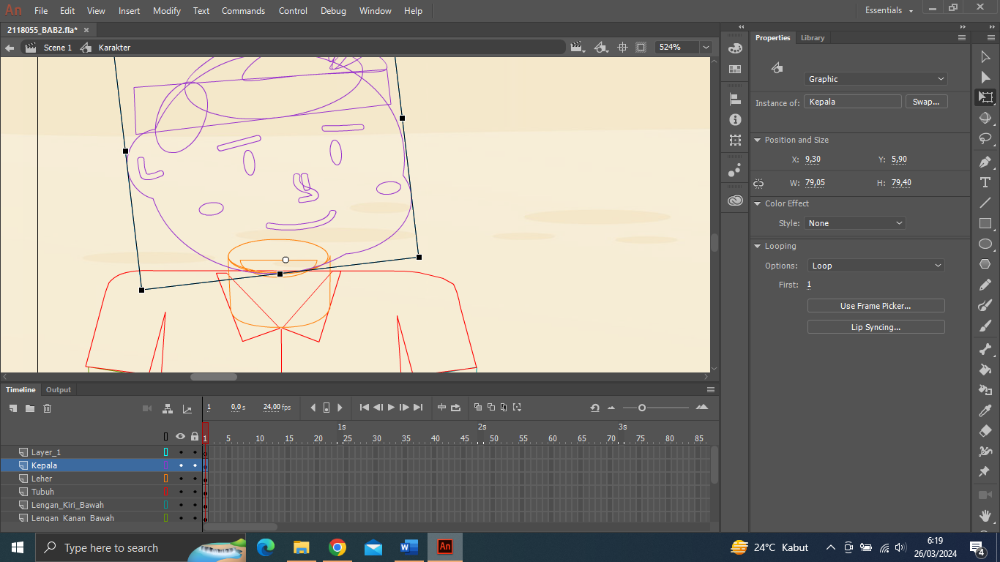 An File Edit View Insert Modify Text Commands Control Debug Window Help Essentials
2118055_BAB2.fla* ×
Scene 1 Karakter 524%
Properties Library
Graphic
Instance of: Kepala Swap...
Position and Size
X: 9,30 Y: 5,90
W: 79,05 H: 79,40
Color Effect
Style: None
Looping
Options: Loop
First: 1
Use Frame Picker...
Lip Syncing...
Timeline Output
1 0,0 s 24,00 fps
1s 2s 3s
1 5 10 15 20 25 30 35 40 45 50 55 60 65 70 75 80 85
Layer_1
Kepala
Leher
Tubuh
Lengan_Kiri_Bawah
Lengan_Kanan_Bawah
Type here to search
24°C Kabut
6:19
26/03/2024
4